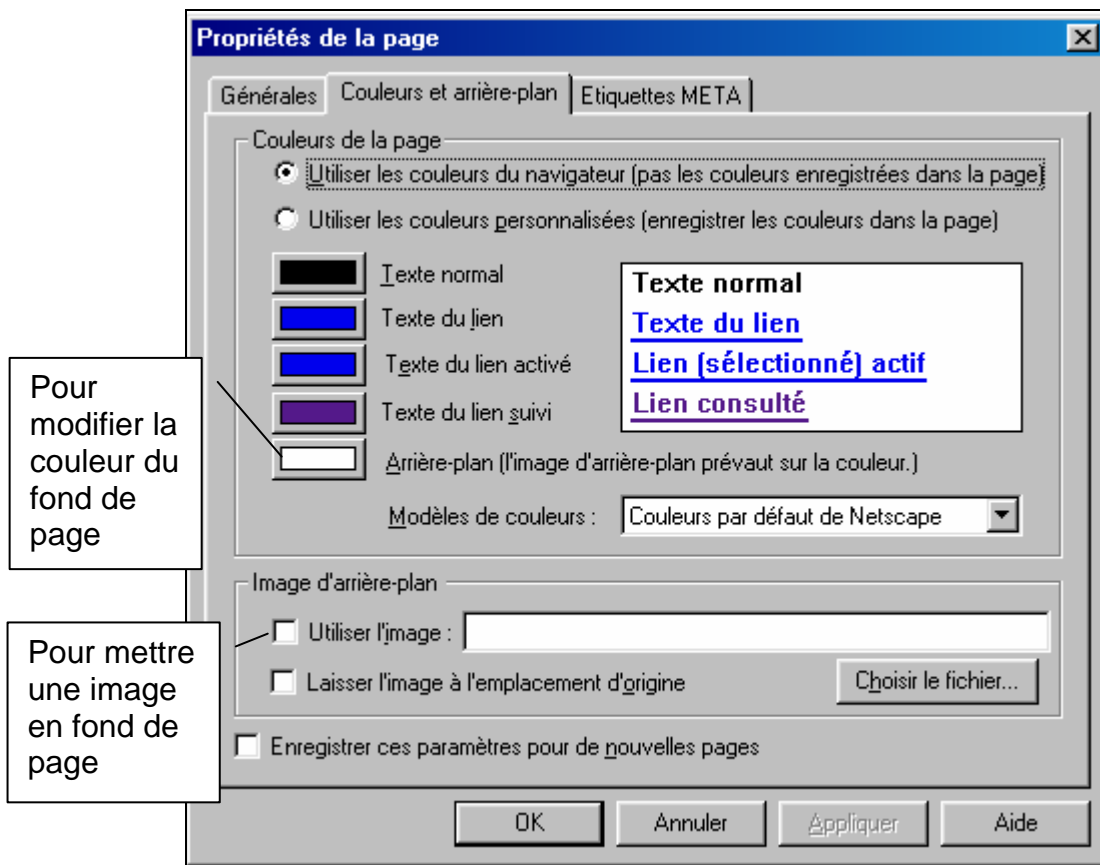 Propriétés de la page
Générales
Couleurs et arrière-plan
Etiquettes META
Couleurs de la page
Utiliser les couleurs du navigateur (pas les couleurs enregistrées dans la page)
Utiliser les couleurs personnalisées (enregistrer les couleurs dans la page)
Texte normal
Texte du lien
Texte du lien activé
Texte du lien suivi
Arrière-plan (l'image d'arrière-plan prévaut sur la couleur.)
Texte normal
Texte du lien
Lien (sélectionné) actif
Lien consulté
Modèles de couleurs :
Couleurs par défaut de Netscape
Image d'arrière-plan
Utiliser l'image :
Laisser l'image à l'emplacement d'origine
Choisir le fichier...
Enregistrer ces paramètres pour de nouvelles pages
OK
Annuler
Appliquer
Aide
Pour
modifier la
couleur du
fond de
page
Pour mettre
une image
en fond de
page